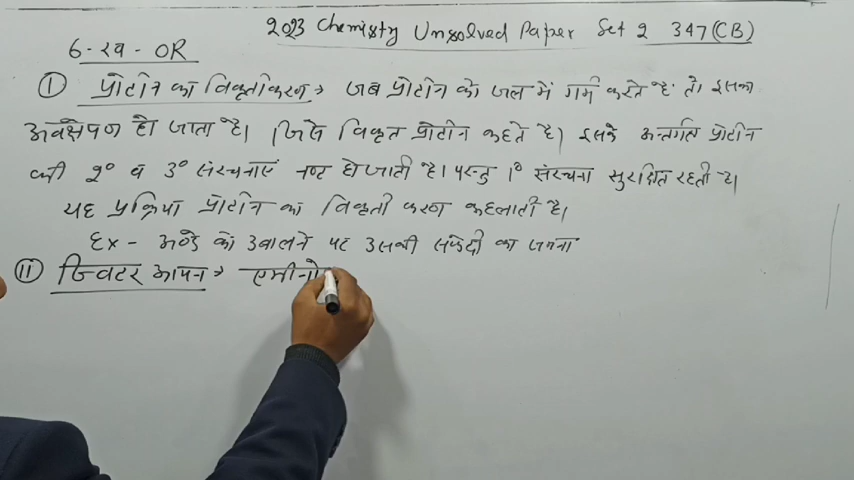 2023 Chemistry Unsolved Paper Set 2 347(CB)
6-ख-OR
① प्रोटीन का विकृतीकरण → जब प्रोटीन को जल में गर्म करते है तो इसका
अवक्षेपण हो जाता है। जिसे विकृत प्रोटीन कहते है। इसके अन्तर्गत प्रोटीन
की 2° व 3° संरचनाएं नष्ट हो जाती है। परन्तु 1° संरचना सुरक्षित रहती है।
यह प्रक्रिया प्रोटीन का विकृती करण कहलाती है।
Ex - अण्डे को उबालने पर उसकी सफेदी का जमना
⑪ ज्विटर आयन → एमीनो